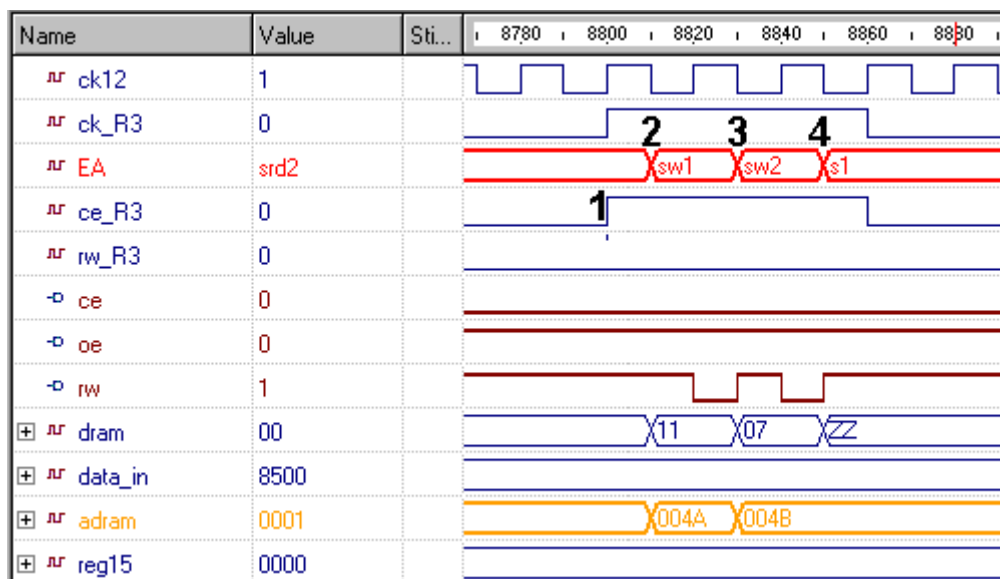 Name Value Sti... 8780 8800 8820 8840 8860 8880
ck12 1
ck_R3 0
2 3 4
EA srd2 sw1 sw2 s1
ce_R3 0 1
rw_R3 0
ce 0
oe 0
rw 1
dram 00 11 07 ZZ
data_in 8500
adram 0001 004A 004B
reg15 0000